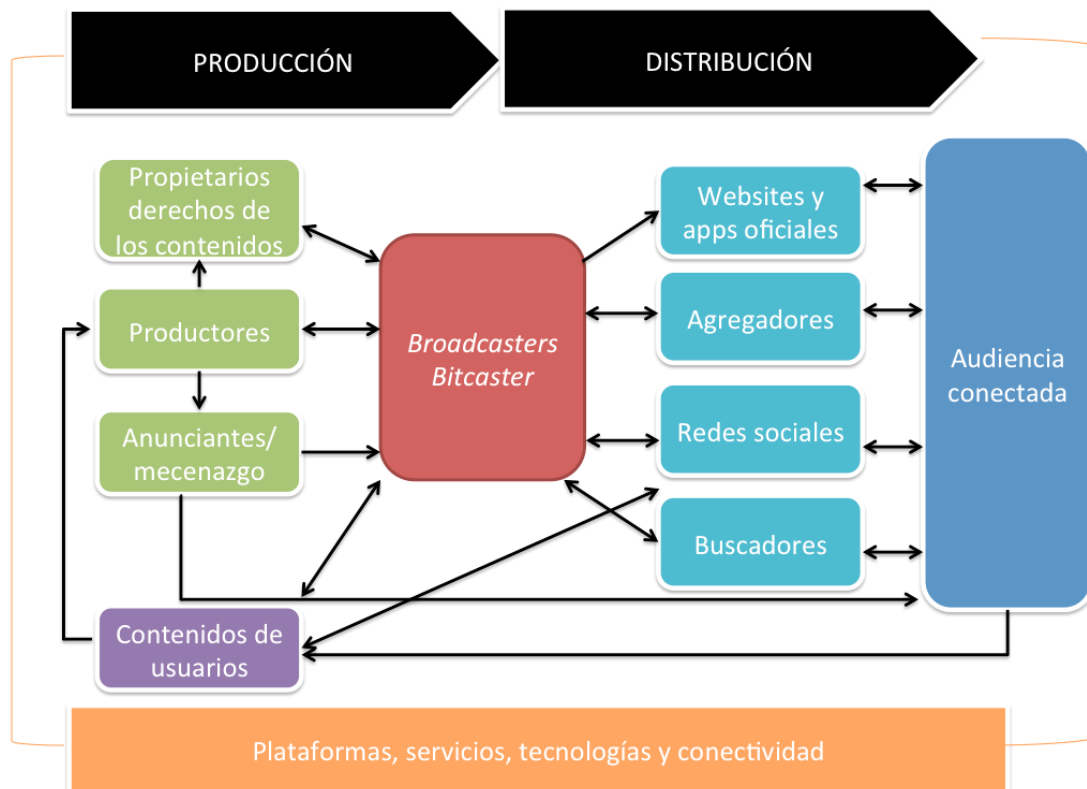 PRODUCCIÓN
DISTRIBUCIÓN
Propietarios
derechos de
los contenidos
Productores
Anunciantes/
mecenazgo
Contenidos de
usuarios
Broadcasters
Bitcaster
Websites y
apps oficiales
Agregadores
Redes sociales
Buscadores
Audiencia
conectada
Plataformas, servicios, tecnologías y conectividad